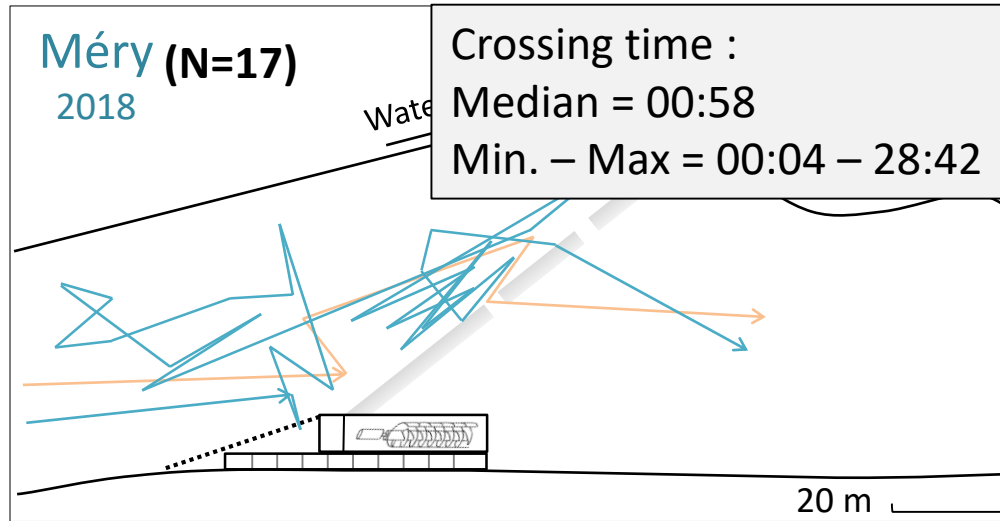 Méry (N=17)
2018
Crossing time :
Median = 00:58
Min. – Max = 00:04 – 28:42
20 m